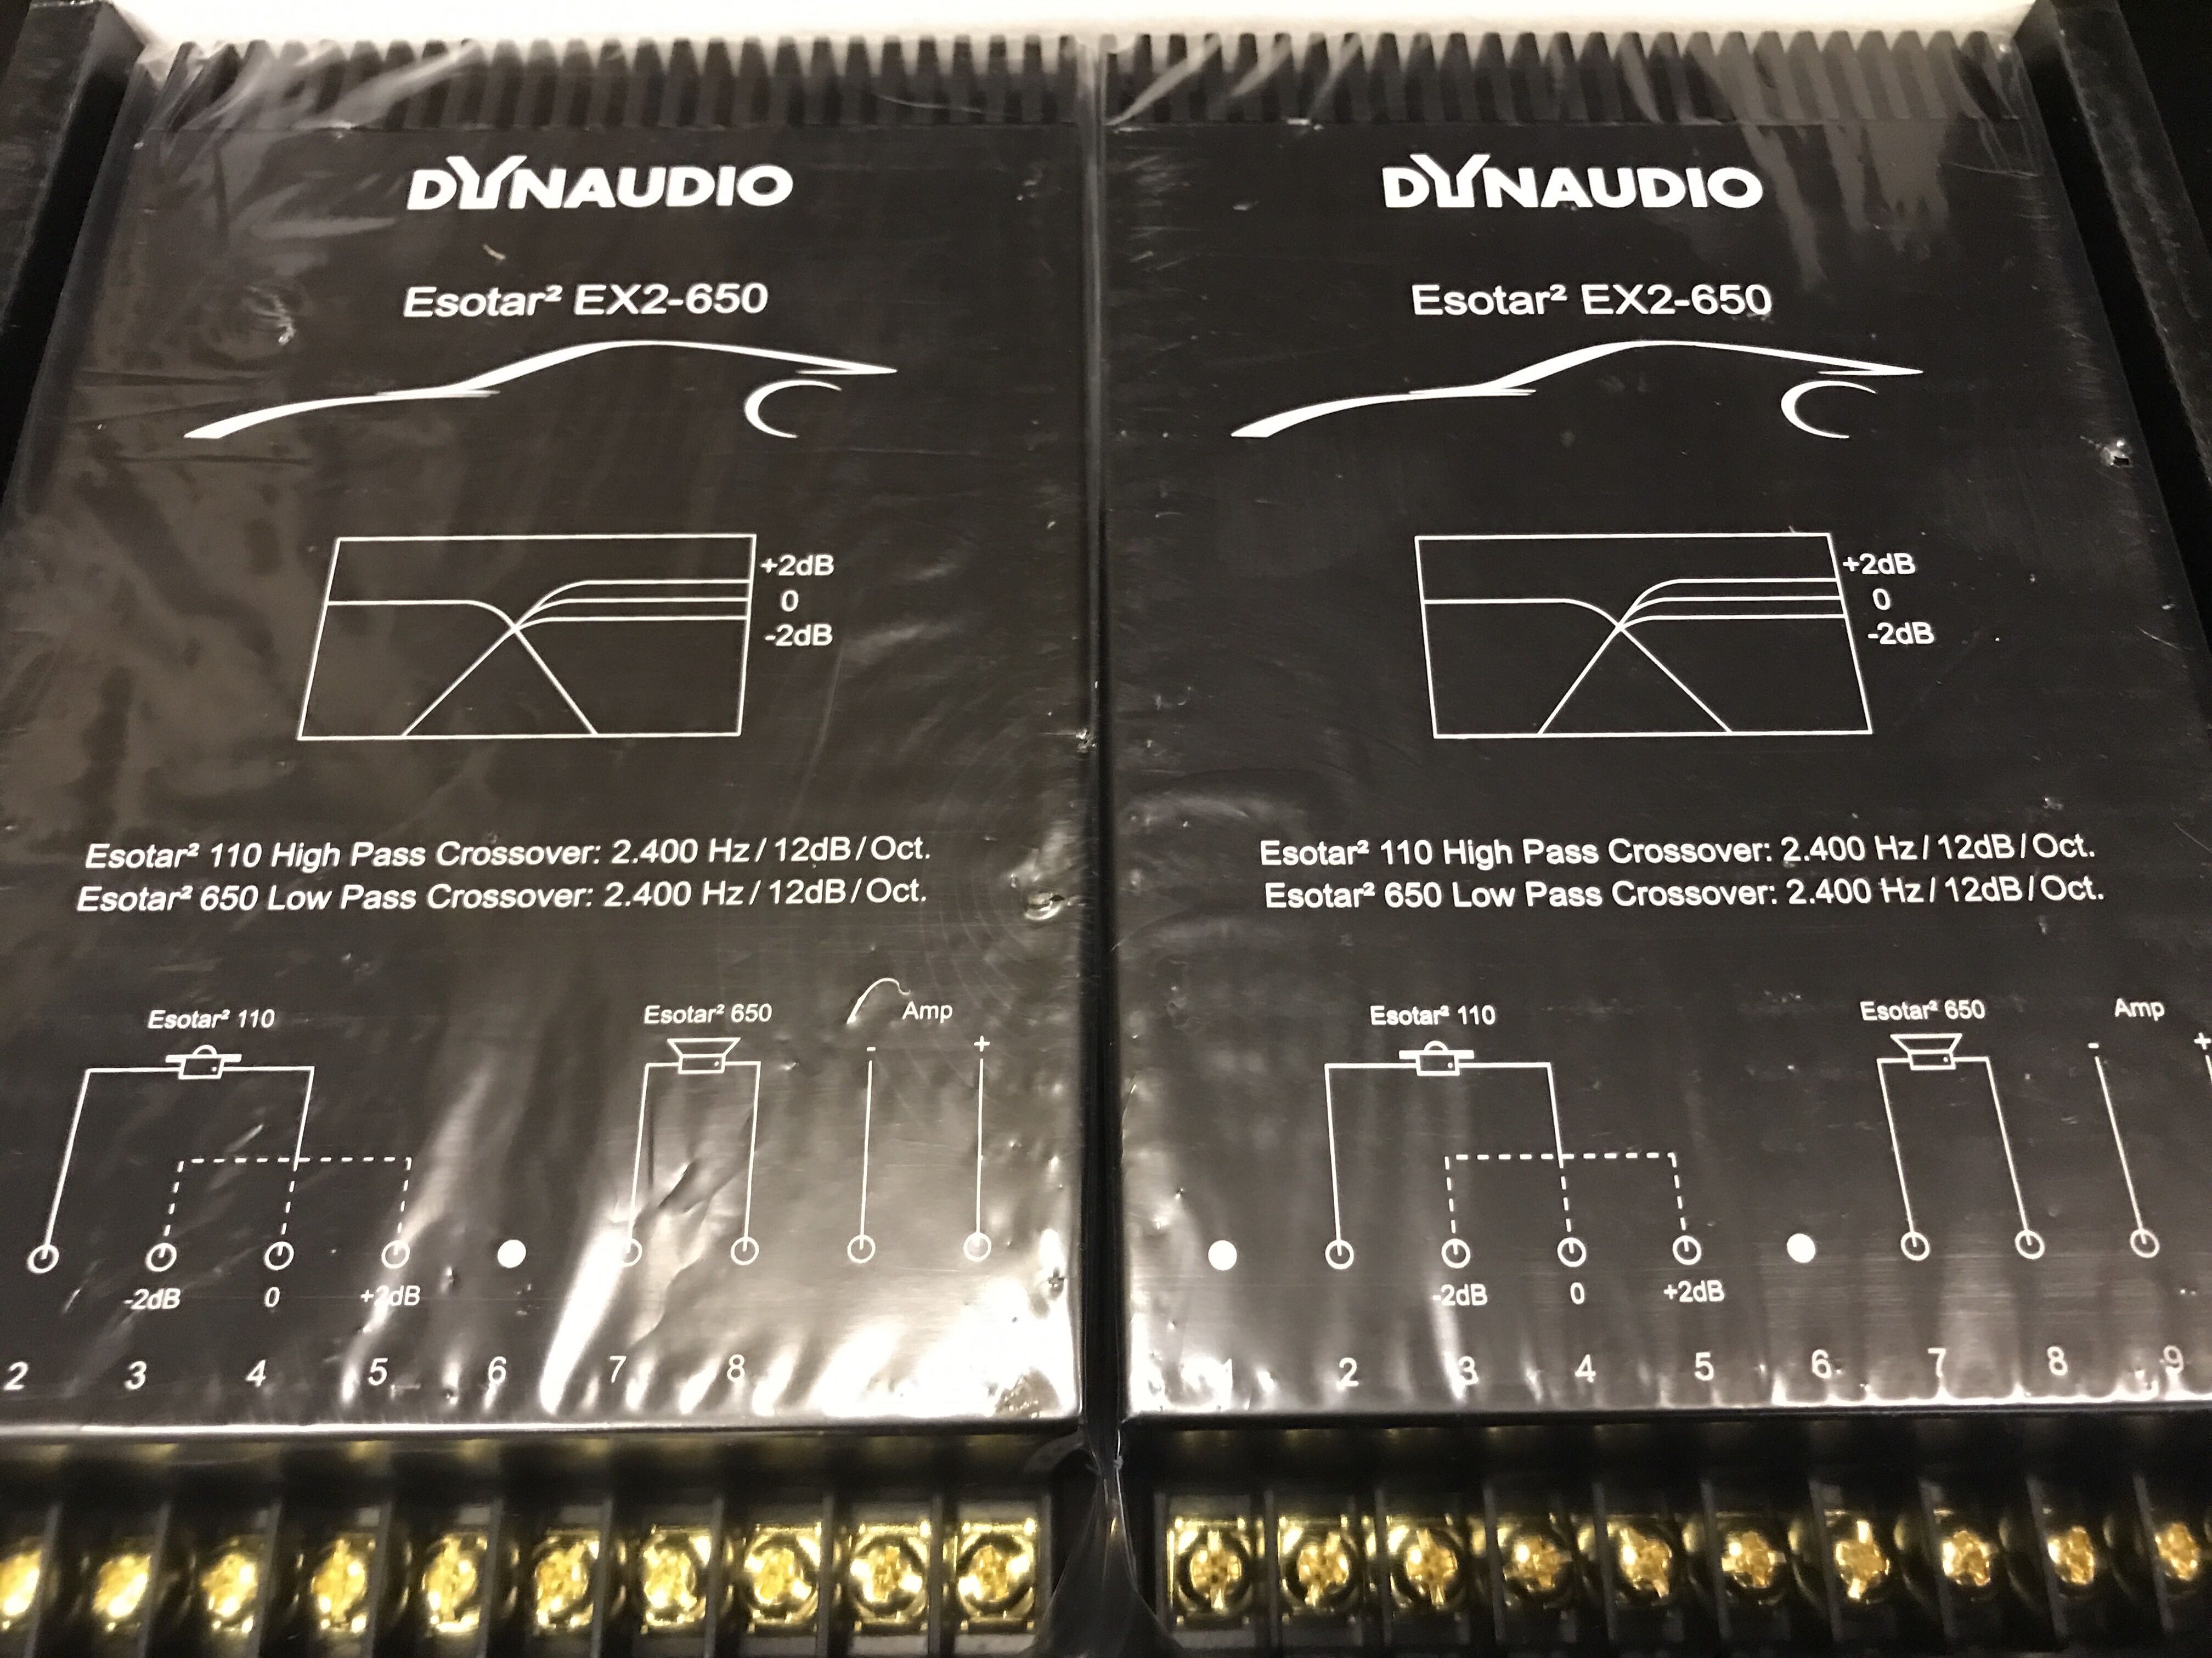 DYNAUDIO
Esotar² EX2-650
+2dB
0
-2dB
Esotar² 110 High Pass Crossover: 2.400 Hz / 12dB / Oct.
Esotar² 650 Low Pass Crossover: 2.400 Hz / 12dB / Oct.
Esotar² 110
Esotar² 650
Amp
- +
-2dB 0 +2dB
2 3 4 5 6 7 8
DYNAUDIO
Esotar² EX2-650
+2dB
0
-2dB
Esotar² 110 High Pass Crossover: 2.400 Hz / 12dB / Oct.
Esotar² 650 Low Pass Crossover: 2.400 Hz / 12dB / Oct.
Esotar² 110
Esotar² 650
Amp
- +
-2dB 0 +2dB
1 2 3 4 5 6 7 8 9